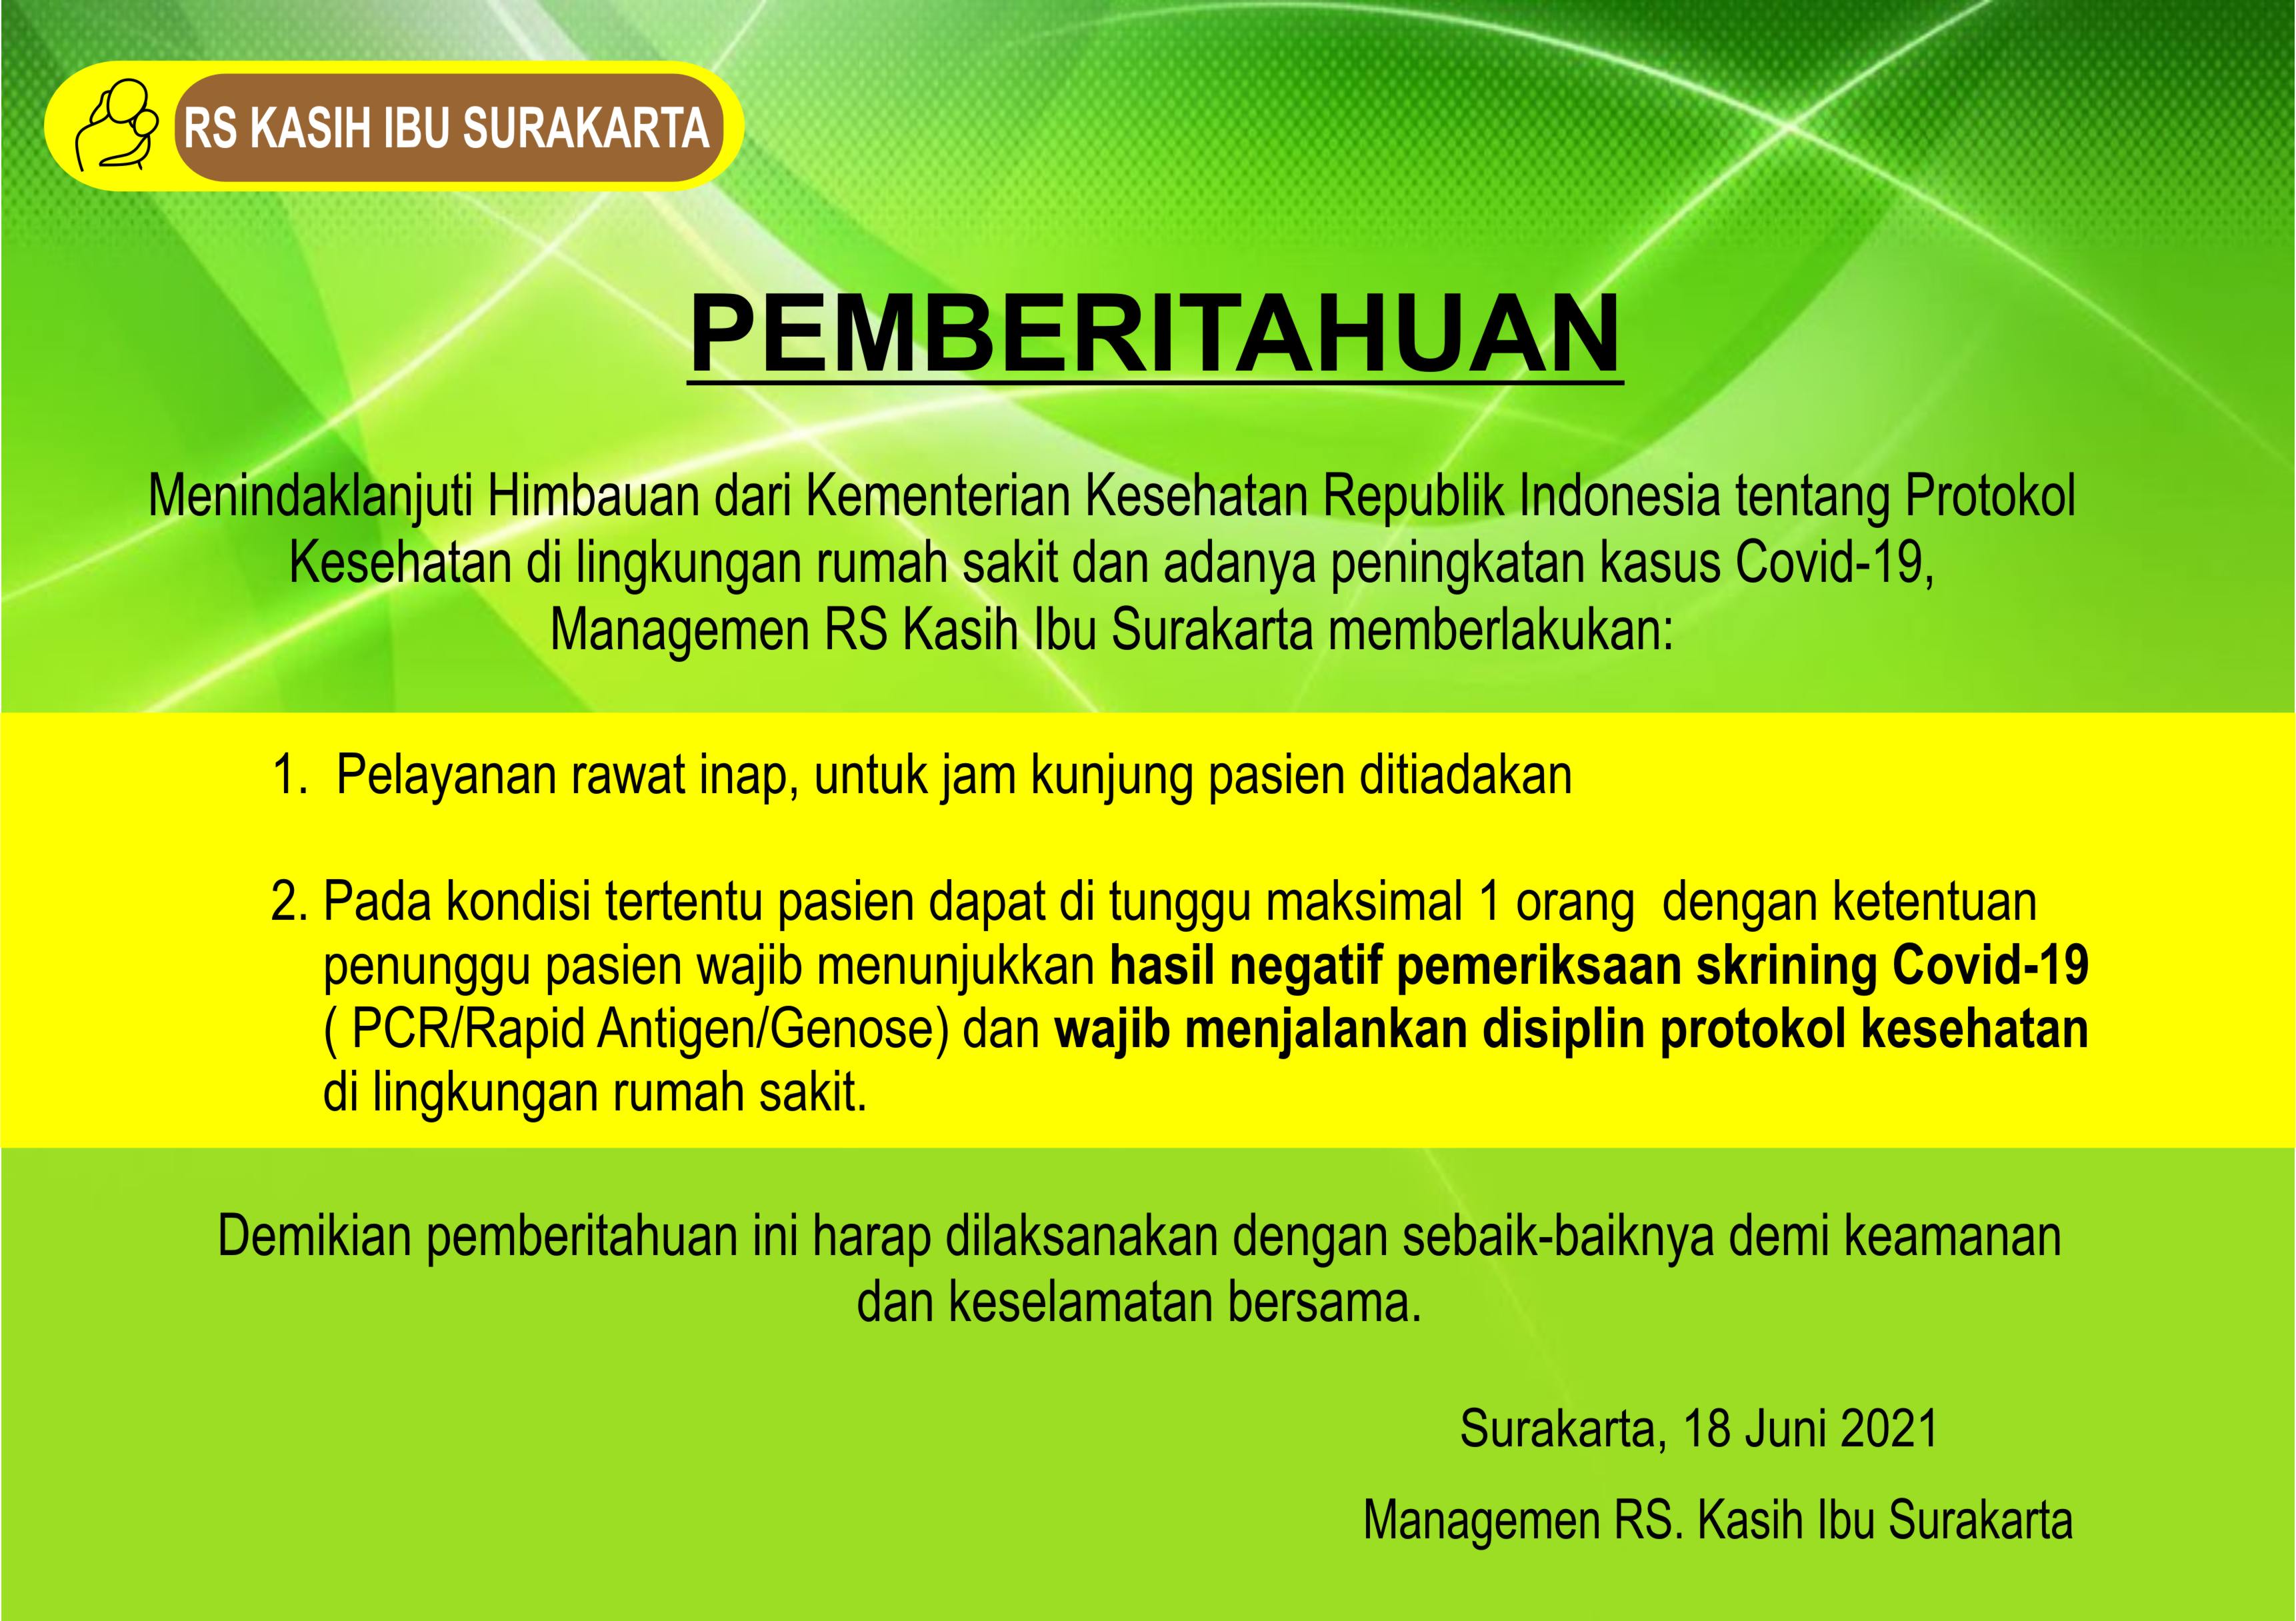 RS KASIH IBU SURAKARTA
PEMBERITAHUAN
Menindaklanjuti Himbauan dari Kementerian Kesehatan Republik Indonesia tentang Protokol
Kesehatan di lingkungan rumah sakit dan adanya peningkatan kasus Covid-19,
Managemen RS Kasih Ibu Surakarta memberlakukan:
1. Pelayanan rawat inap, untuk jam kunjung pasien ditiadakan
2. Pada kondisi tertentu pasien dapat di tunggu maksimal 1 orang dengan ketentuan
penunggu pasien wajib menunjukkan hasil negatif pemeriksaan skrining Covid-19
( PCR/Rapid Antigen/Genose) dan wajib menjalankan disiplin protokol kesehatan
di lingkungan rumah sakit.
Demikian pemberitahuan ini harap dilaksanakan dengan sebaik-baiknya demi keamanan
dan keselamatan bersama.
Surakarta, 18 Juni 2021
Managemen RS. Kasih Ibu Surakarta